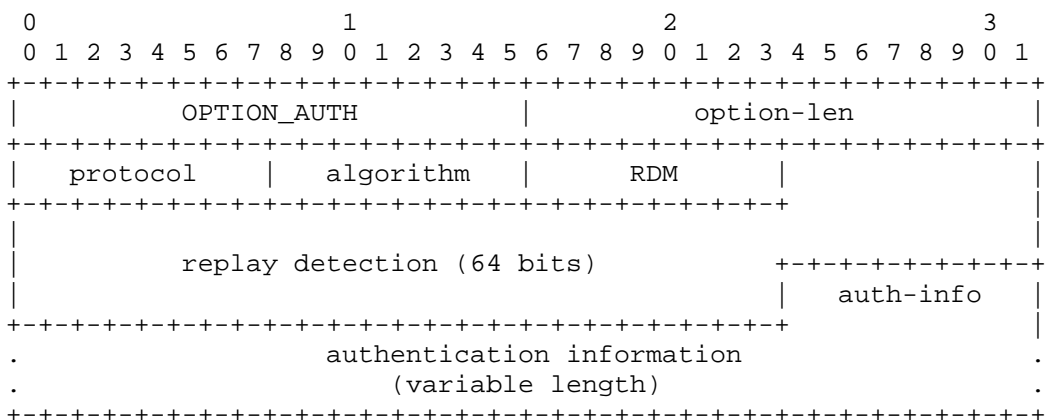 0                   1                   2                   3
 0 1 2 3 4 5 6 7 8 9 0 1 2 3 4 5 6 7 8 9 0 1 2 3 4 5 6 7 8 9 0 1
+-+-+-+-+-+-+-+-+-+-+-+-+-+-+-+-+-+-+-+-+-+-+-+-+-+-+-+-+-+-+-+-+
|          OPTION_AUTH          |          option-len           |
+-+-+-+-+-+-+-+-+-+-+-+-+-+-+-+-+-+-+-+-+-+-+-+-+-+-+-+-+-+-+-+-+
|   protocol    |   algorithm   |      RDM      |               |
+-+-+-+-+-+-+-+-+-+-+-+-+-+-+-+-+-+-+-+-+-+-+-+-+               |
|                                                               |
|          replay detection (64 bits)           +-+-+-+-+-+-+-+-+
|                                               |   auth-info   |
+-+-+-+-+-+-+-+-+-+-+-+-+-+-+-+-+-+-+-+-+-+-+-+-+               |
.                   authentication information                  .
.                       (variable length)                       .
+-+-+-+-+-+-+-+-+-+-+-+-+-+-+-+-+-+-+-+-+-+-+-+-+-+-+-+-+-+-+-+-+